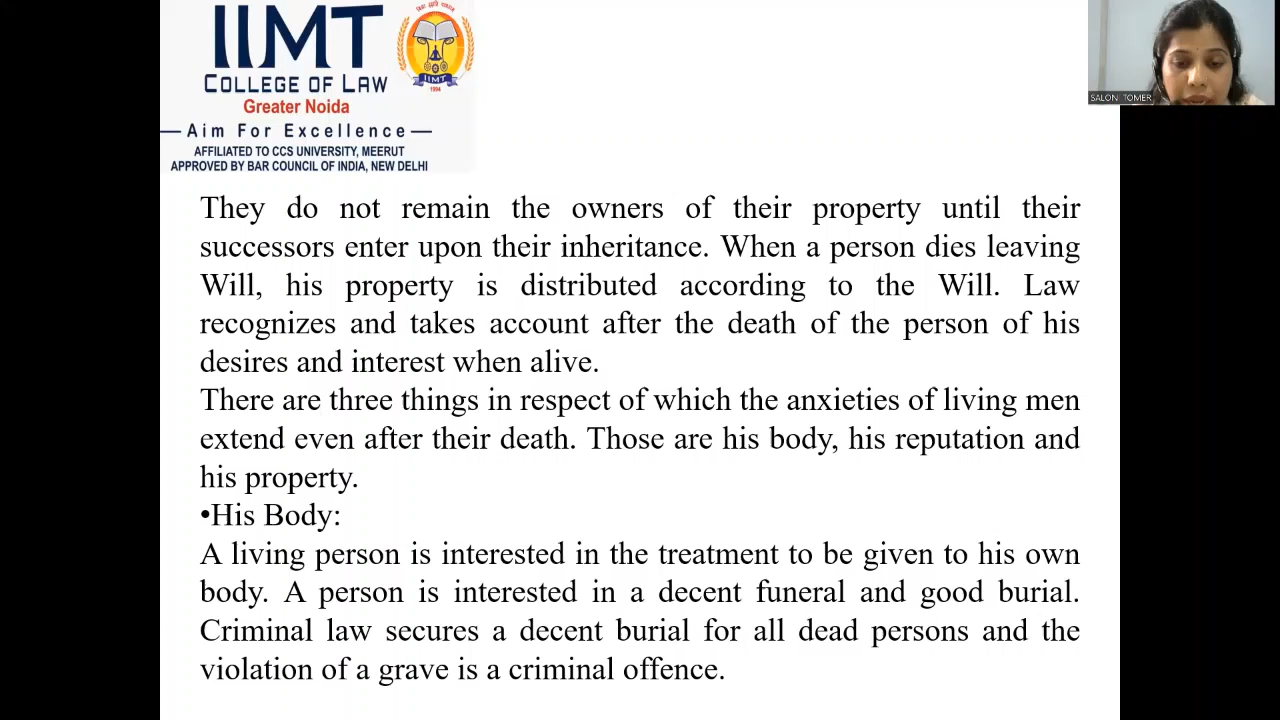 IIMT
COLLEGE OF LAW
Greater Noida
—Aim For Excellence—
AFFILIATED TO CCS UNIVERSITY, MEERUT
APPROVED BY BAR COUNCIL OF INDIA, NEW DELHI
IIMT
1994
SALONI TOMER
They do not remain the owners of their property until their
successors enter upon their inheritance. When a person dies leaving
Will, his property is distributed according to the Will. Law
recognizes and takes account after the death of the person of his
desires and interest when alive.
There are three things in respect of which the anxieties of living men
extend even after their death. Those are his body, his reputation and
his property.
•His Body:
A living person is interested in the treatment to be given to his own
body. A person is interested in a decent funeral and good burial.
Criminal law secures a decent burial for all dead persons and the
violation of a grave is a criminal offence.